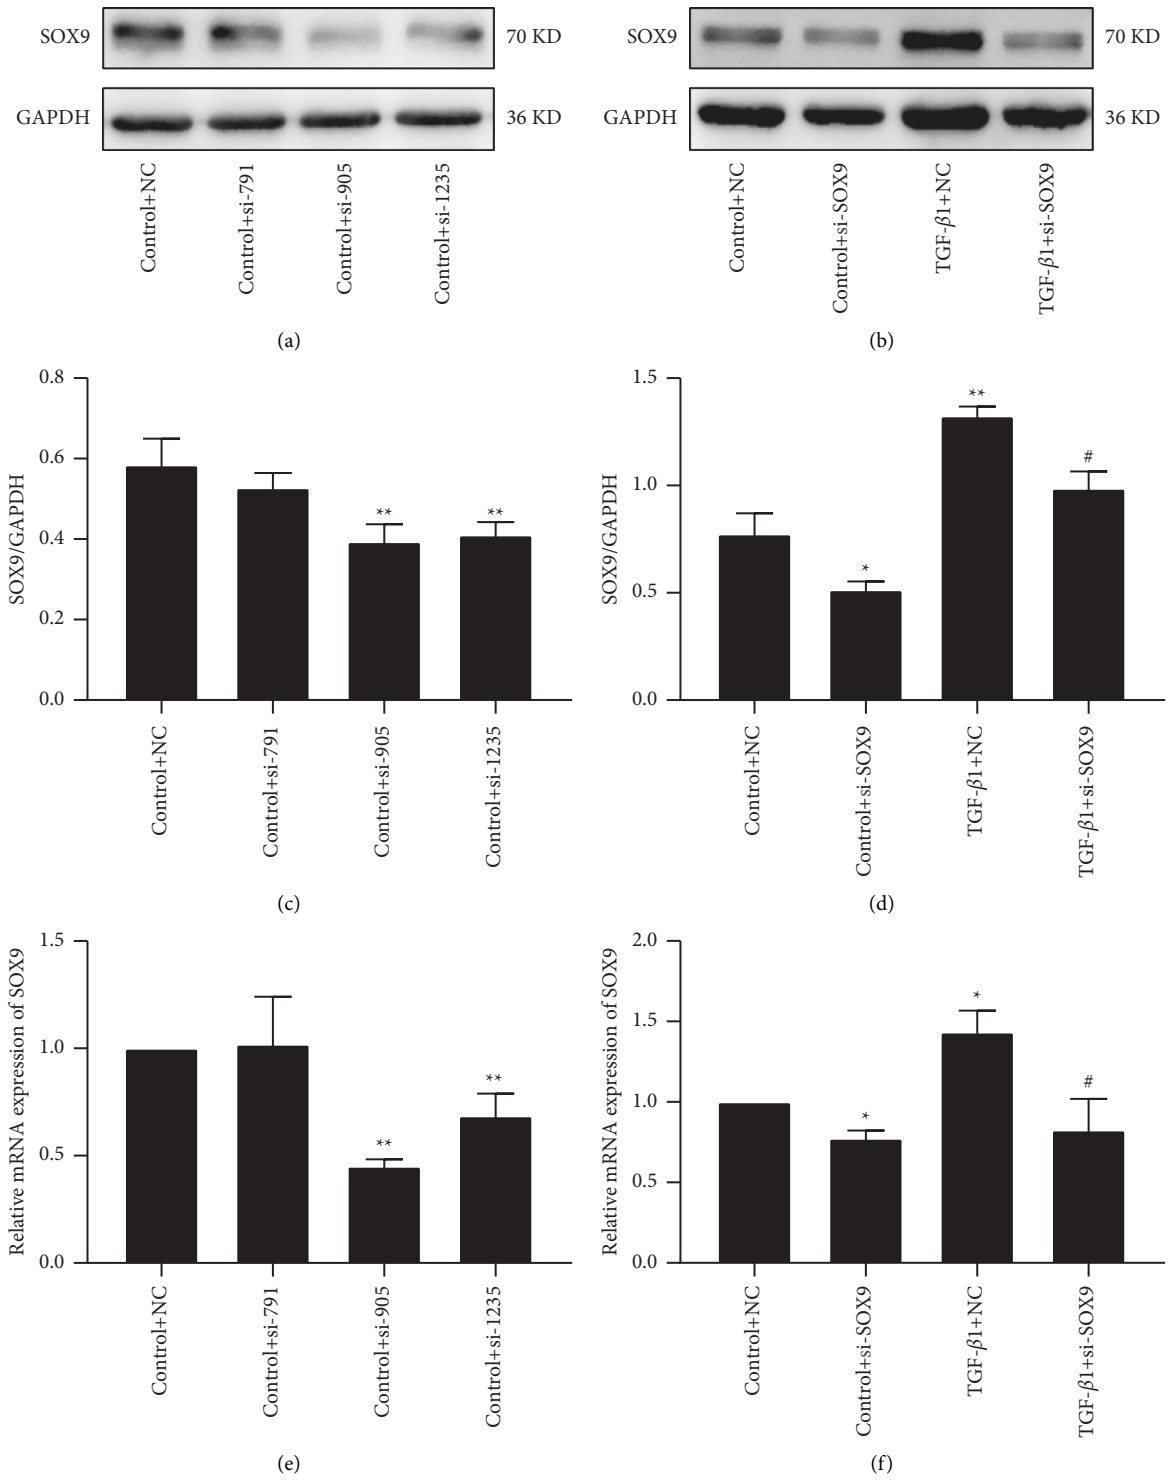 SOX9
70 KD
GAPDH
36 KD
Control+NC
Control+si-791
Control+si-905
Control+si-1235
(a)
SOX9
70 KD
GAPDH
36 KD
Control+NC
Control+si-SOX9
TGF-β1+NC
TGF-β1+si-SOX9
(b)
SOX9/GAPDH
0.8
0.6
0.4
0.2
0.0
**
**
Control+NC
Control+si-791
Control+si-905
Control+si-1235
(c)
SOX9/GAPDH
1.5
1.0
0.5
0.0
*
**
#
Control+NC
Control+si-SOX9
TGF-β1+NC
TGF-β1+si-SOX9
(d)
Relative mRNA expression of SOX9
1.5
1.0
0.5
0.0
**
**
Control+NC
Control+si-791
Control+si-905
Control+si-1235
(e)
Relative mRNA expression of SOX9
2.0
1.5
1.0
0.5
0.0
*
*
#
Control+NC
Control+si-SOX9
TGF-β1+NC
TGF-β1+si-SOX9
(f)